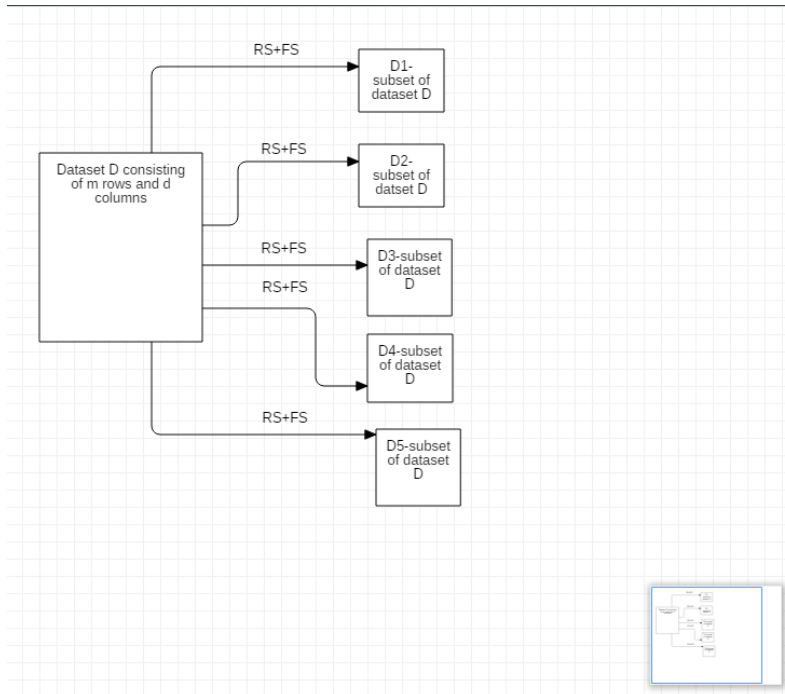 RS+FS
D1-
subset of
dataset D
RS+FS
D2-
subset of
datset D
Dataset D consisting
of m rows and d
columns
RS+FS
D3-subset
of dataset
D
RS+FS
D4-subset
of dataset
D
RS+FS
D5-subset
of dataset
D